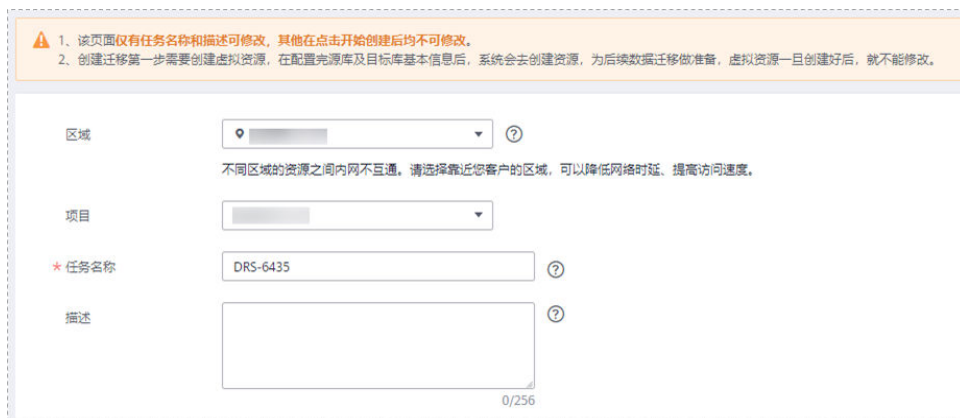 1、该页面仅有任务名称和描述可修改，其他在点击开始创建后均不可修改。
2、创建迁移第一步需要创建虚拟资源，在配置完源库及目标库基本信息后，系统会去创建资源，为后续数据迁移做准备，虚拟资源一旦创建好后，就不能修改。
区域
不同区域的资源之间内网不互通。请选择靠近您客户的区域，可以降低网络时延、提高访问速度。
项目
* 任务名称 DRS-6435
描述
0/256